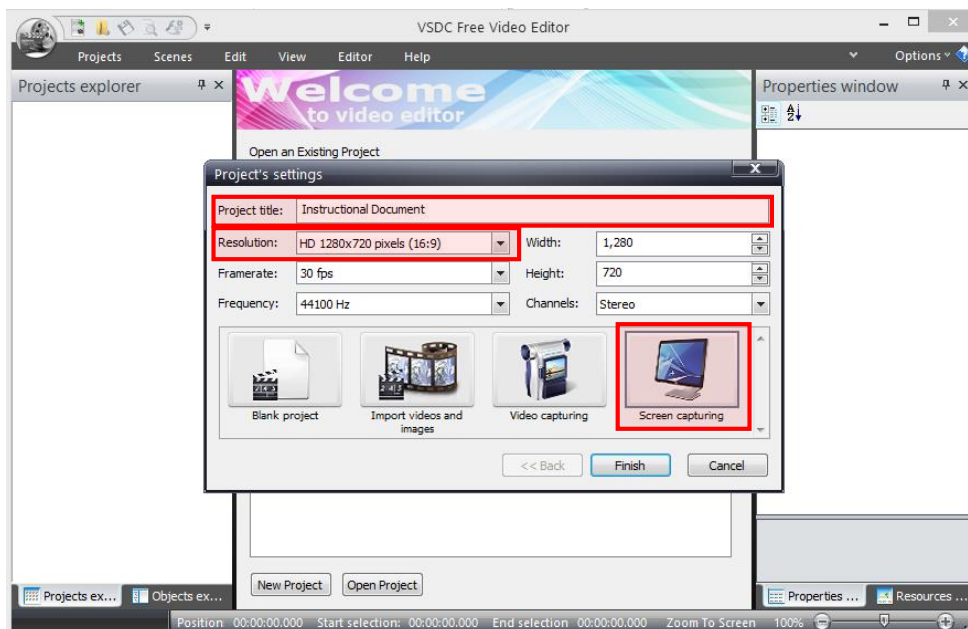 VSDC Free Video Editor
Projects Scenes Edit View Editor Help Options
Projects explorer
Welcome
to video editor
Properties window
Open an Existing Project
Project's settings
Project title: Instructional Document
Resolution: HD 1280x720 pixels (16:9) Width: 1,280
Framerate: 30 fps Height: 720
Frequency: 44100 Hz Channels: Stereo
Blank project Import videos and images Video capturing Screen capturing
<< Back Finish Cancel
New Project Open Project
Projects ex... Objects ex... Properties ... Resources ...
Position 00:00:00.000 Start selection: 00:00:00.000 End selection 00:00:00.000 Zoom To Screen 100%